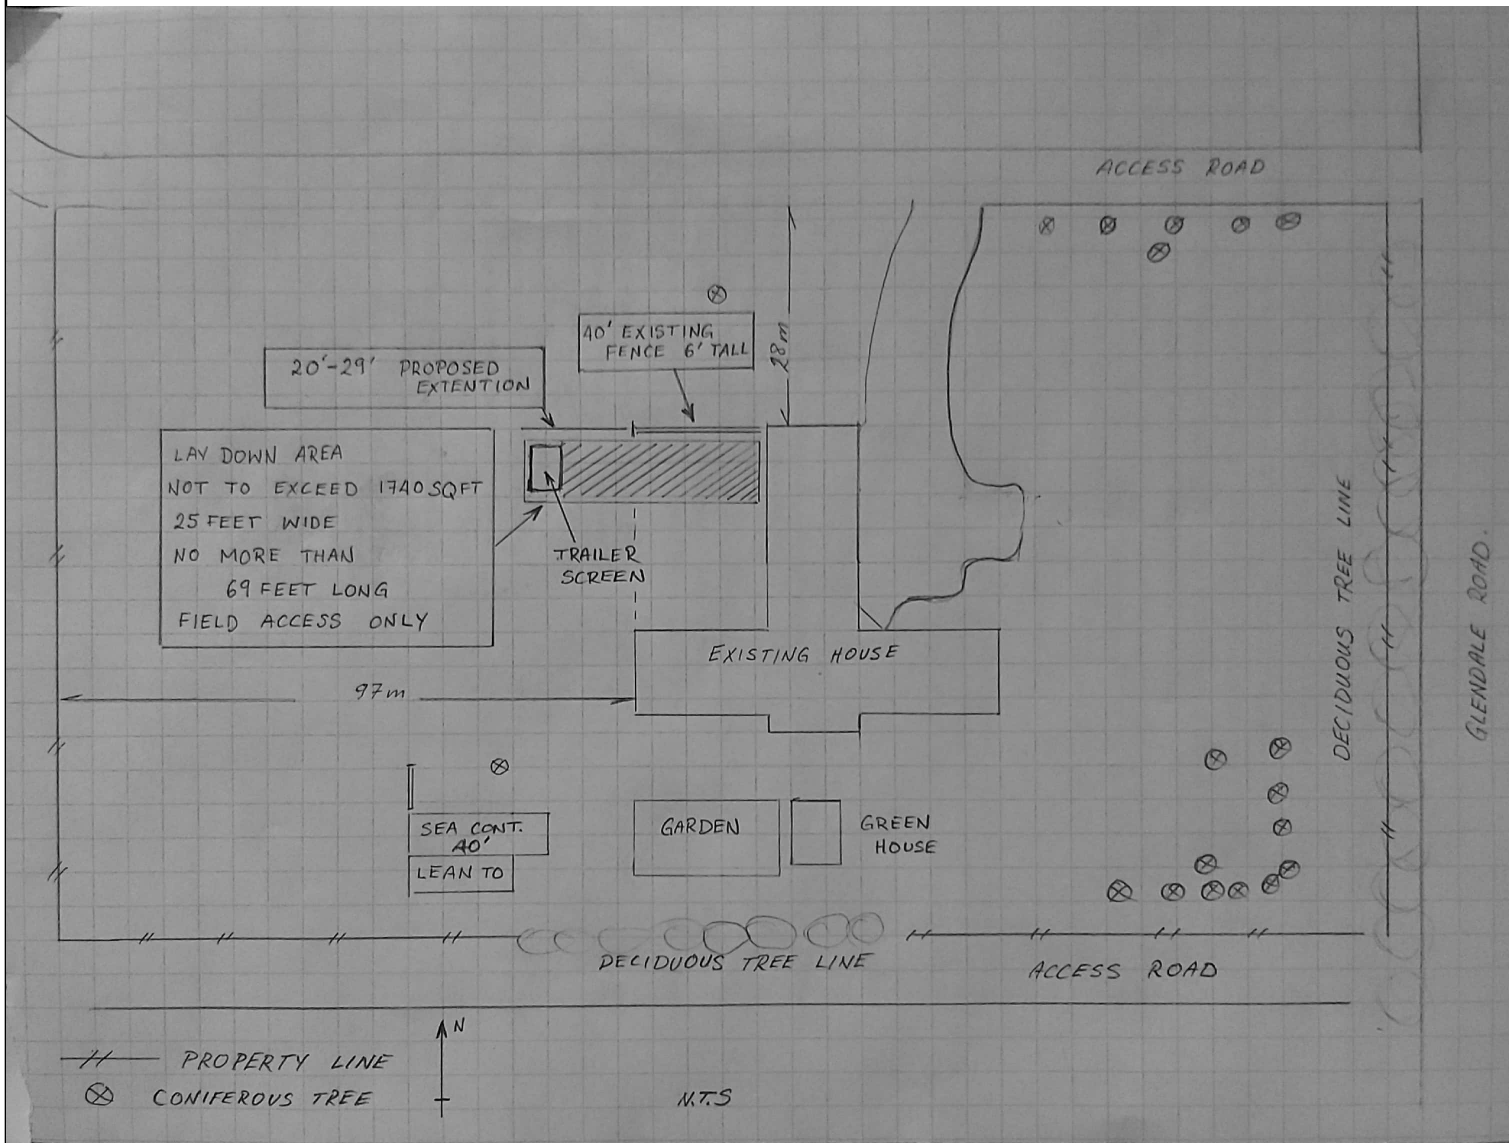 ACCESS ROAD
40' EXISTING
FENCE 6' TALL
28m
20'-29' PROPOSED
EXTENTION
LAY DOWN AREA
NOT TO EXCEED 1740 SQFT
25 FEET WIDE
NO MORE THAN
69 FEET LONG
FIELD ACCESS ONLY
TRAILER
SCREEN
EXISTING HOUSE
97m
DECIDUOUS TREE LINE
GLENDALE ROAD.
SEA CONT.
40'
LEAN TO
GARDEN
GREEN
HOUSE
DECIDUOUS TREE LINE
ACCESS ROAD
N
PROPERTY LINE
CONIFEROUS TREE
N.T.S